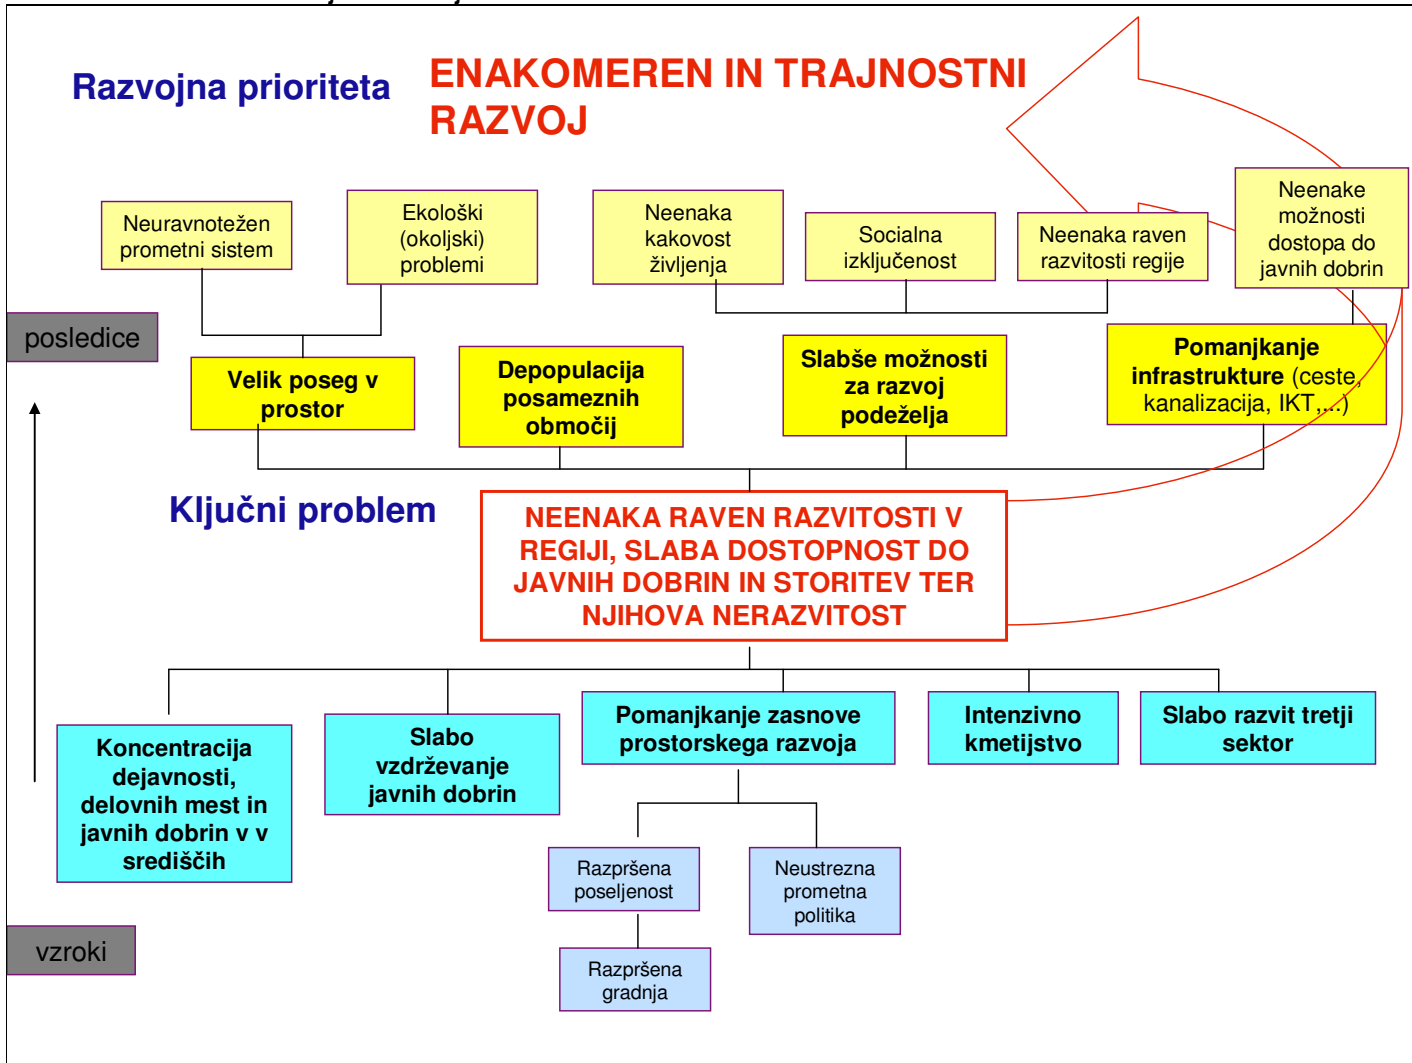 Razvojna prioriteta
ENAKOMEREN IN TRAJNOSTNI
RAZVOJ
Neuravnotežen
prometni sistem
Ekološki
(okoljski)
problemi
Neenaka
kakovost
življenja
Socialna
izključenost
Neenaka raven
razvitosti regije
Neenake
možnosti
dostopa do
javnih dobrin
posledice
Velik poseg v
prostor
Depopulacija
posameznih
območij
Slabše možnosti
za razvoj
podeželja
Pomanjkanje
infrastrukture (ceste,
kanalizacija, IKT,...)
Ključni problem
NEENAKA RAVEN RAZVITOSTI V
REGIJI, SLABA DOSTOPNOST DO
JAVNIH DOBRIN IN STORITEV TER
NJIHOVA NERAZVITOST
Koncentracija
dejavnosti,
delovnih mest in
javnih dobrin v v
središčih
Slabo
vzdrževanje
javnih dobrin
Pomanjkanje zasnove
prostorskega razvoja
Intenzivno
kmetijstvo
Slabo razvit tretji
sektor
Razpršena
poseljenost
Neustrezna
prometna
politika
vzroki
Razpršena
gradnja